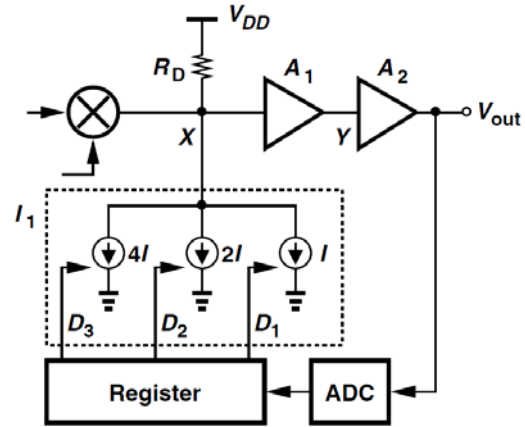 V_DD
R_D
A_1
A_2
X
Y
V_out
I_1
4I
2I
I
D_3
D_2
D_1
Register
ADC